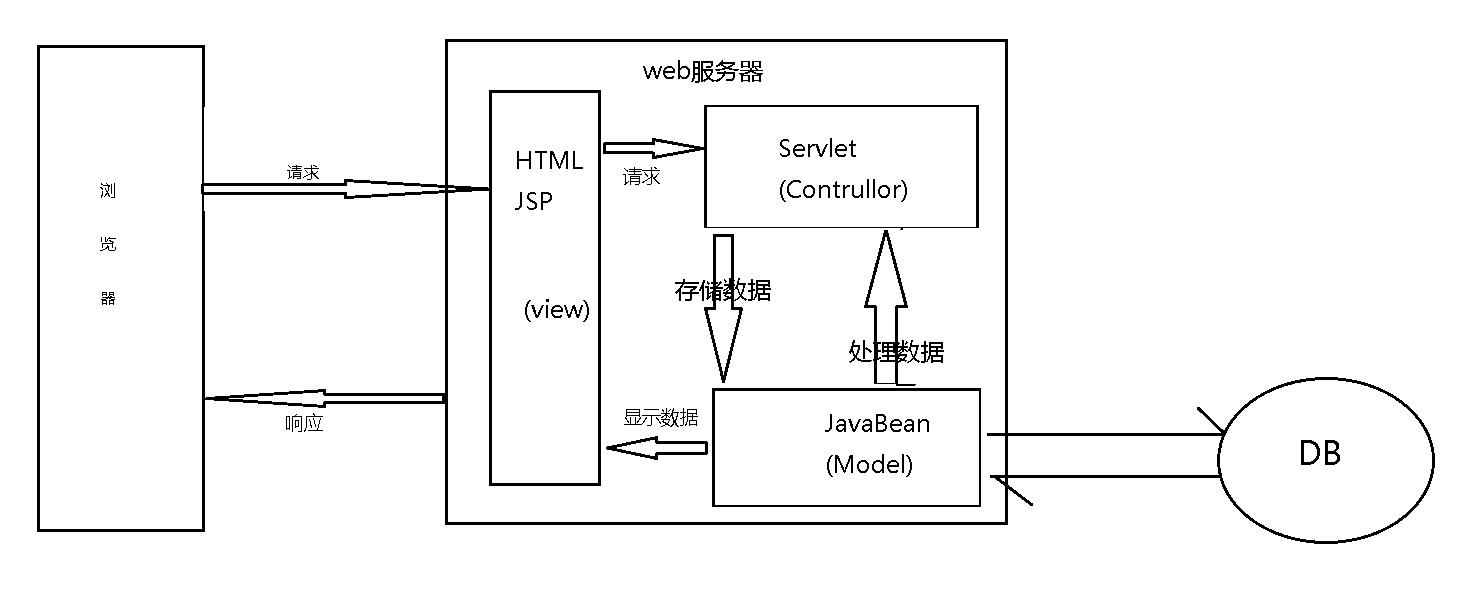 web服务器
浏
览
器
请求
响应
HTML
JSP
(view)
请求
Servlet
(Contrullor)
存储数据
处理数据
显示数据
JavaBean
(Model)
DB